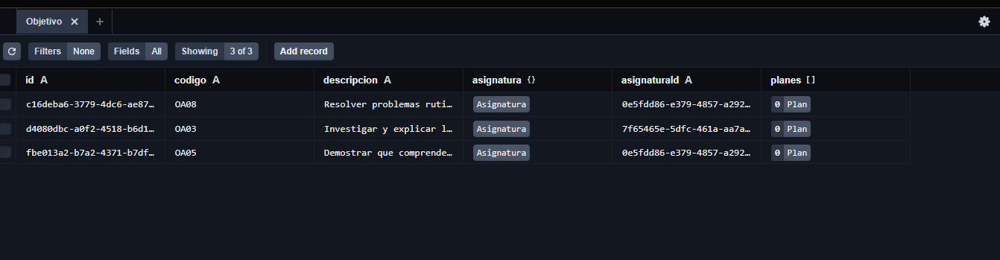 Objetivo × +
Filters None Fields All Showing 3 of 3 Add record
id A codigo A descripcion A asignatura {} asignaturaId A planes []
c16deba6-3779-4dc6-ae87… OA08 Resolver problemas ruti… Asignatura 0e5fdd86-e379-4857-a292… 0 Plan
d4080dbc-a0f2-4518-b6d1… OA03 Investigar y explicar l… Asignatura 7f65465e-5dfc-461a-aa7a… 0 Plan
fbe013a2-b7a2-4371-b7df… OA05 Demostrar que comprende… Asignatura 0e5fdd86-e379-4857-a292… 0 Plan